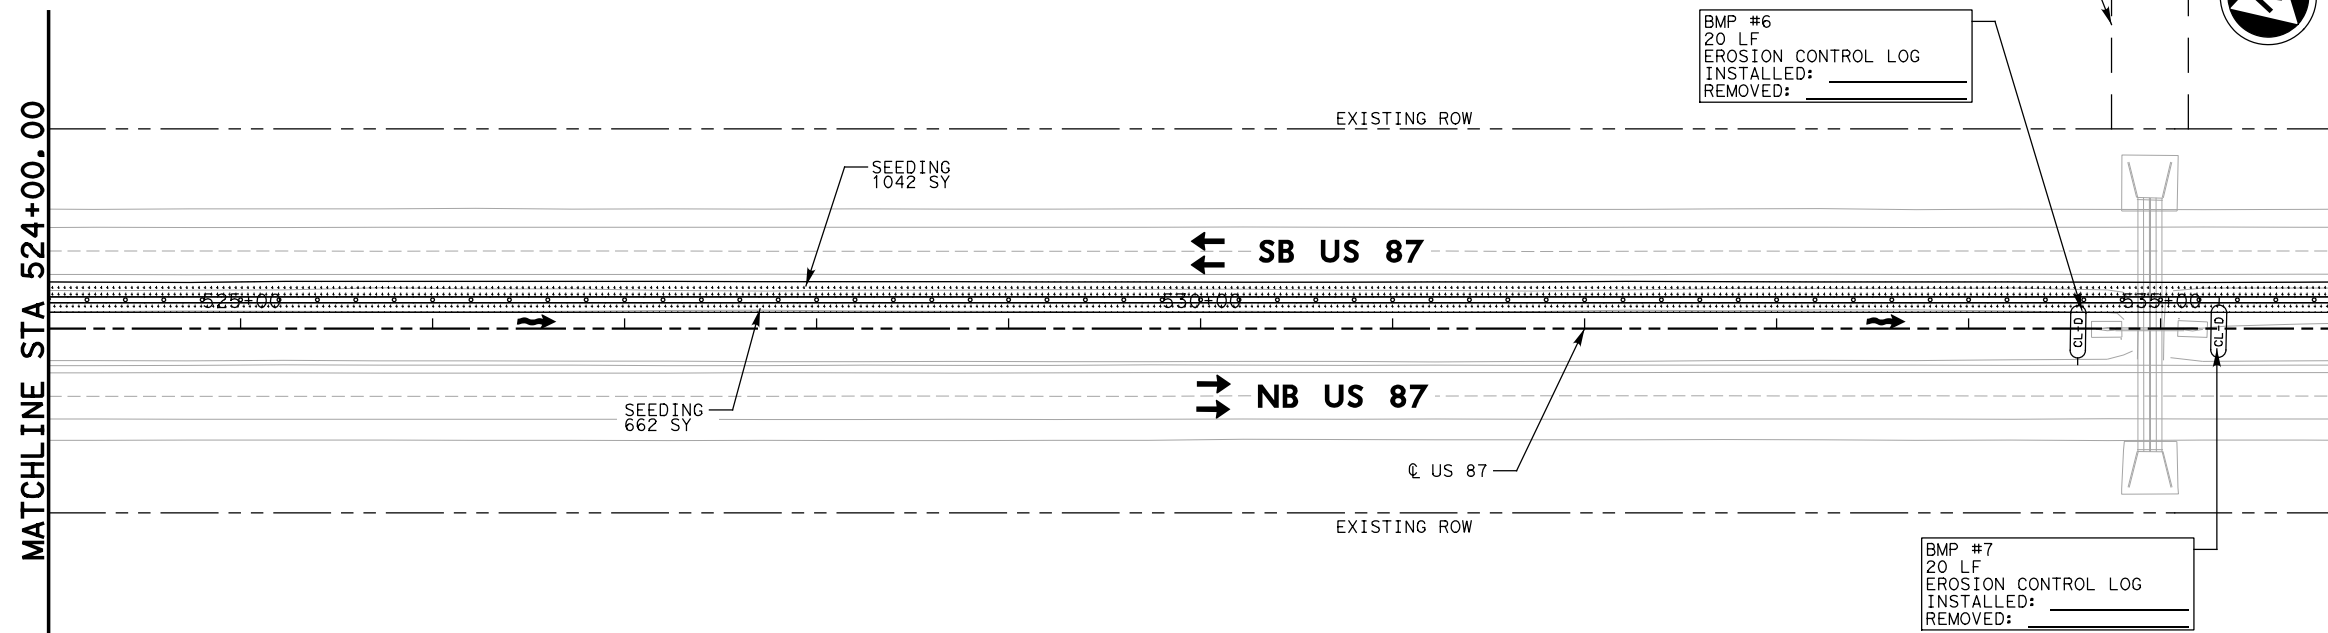 MATCHLINE STA 524+00.00
BMP #6
20 LF
EROSION CONTROL LOG
INSTALLED:
REMOVED:
EXISTING ROW
SEEDING
1042 SY
SB US 87
525+00
530+00
535+00
CL-D
CL-D
NB US 87
SEEDING
662 SY
℄ US 87
EXISTING ROW
BMP #7
20 LF
EROSION CONTROL LOG
INSTALLED:
REMOVED: